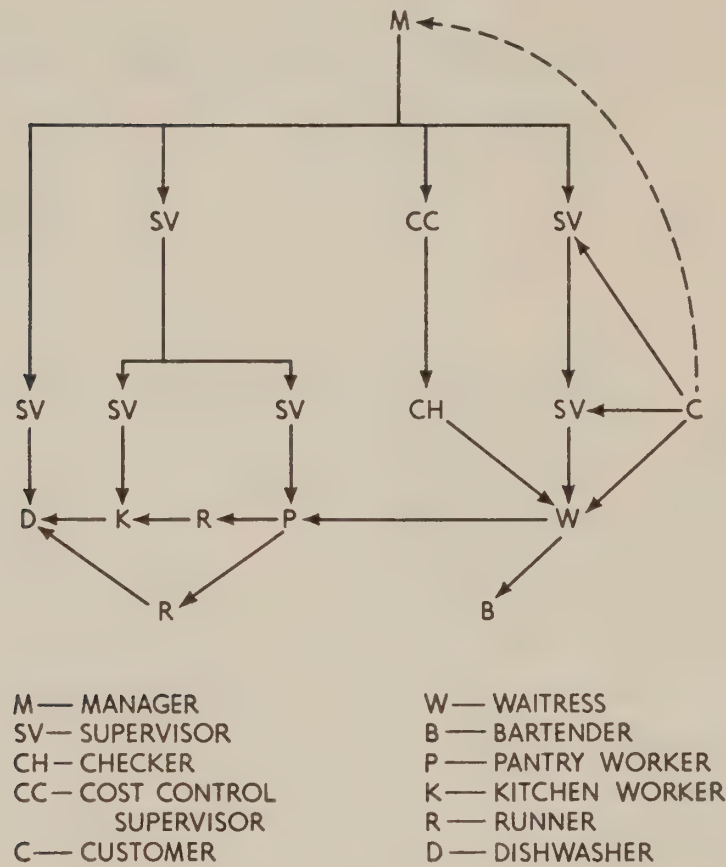 M
SV CC SV
SV SV SV CH SV C
D K R P W
R B
M — MANAGER
SV — SUPERVISOR
CH — CHECKER
CC — COST CONTROL
SUPERVISOR
C — CUSTOMER
W — WAITRESS
B — BARTENDER
P — PANTRY WORKER
K — KITCHEN WORKER
R — RUNNER
D — DISHWASHER